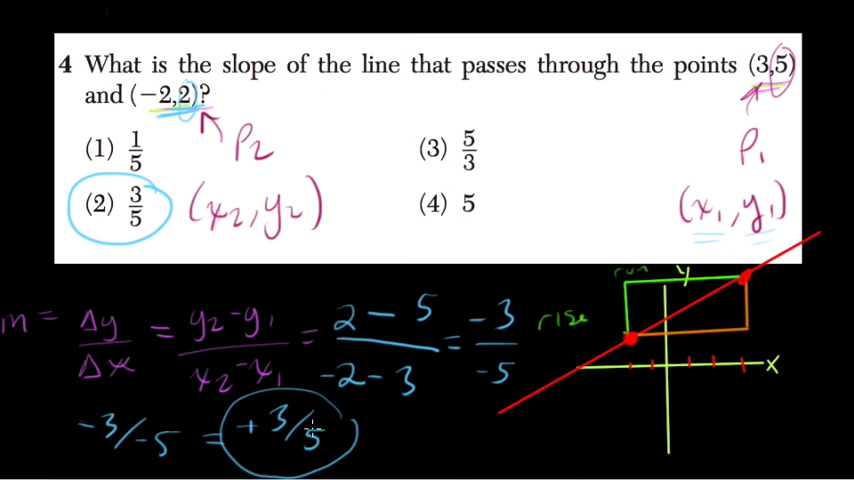 4 What is the slope of the line that passes through the points (3,5)
and (−2,2)?
(1) 1/5
(3) 5/3
(2) 3/5
(4) 5
P2
P1
(x2, y2)
(x1, y1)
run
y
m = Δy/Δx = y2-y1/x2-x1 = 2 - 5/-2 - 3 = -3/-5
rise
x
-3/-5 = +3/5